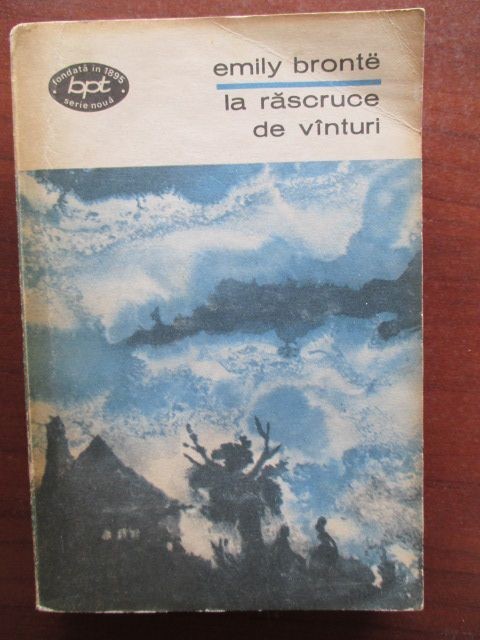 fondată în 1895
bpt
serie nouă
emily brontë
la răscruce
de vînturi